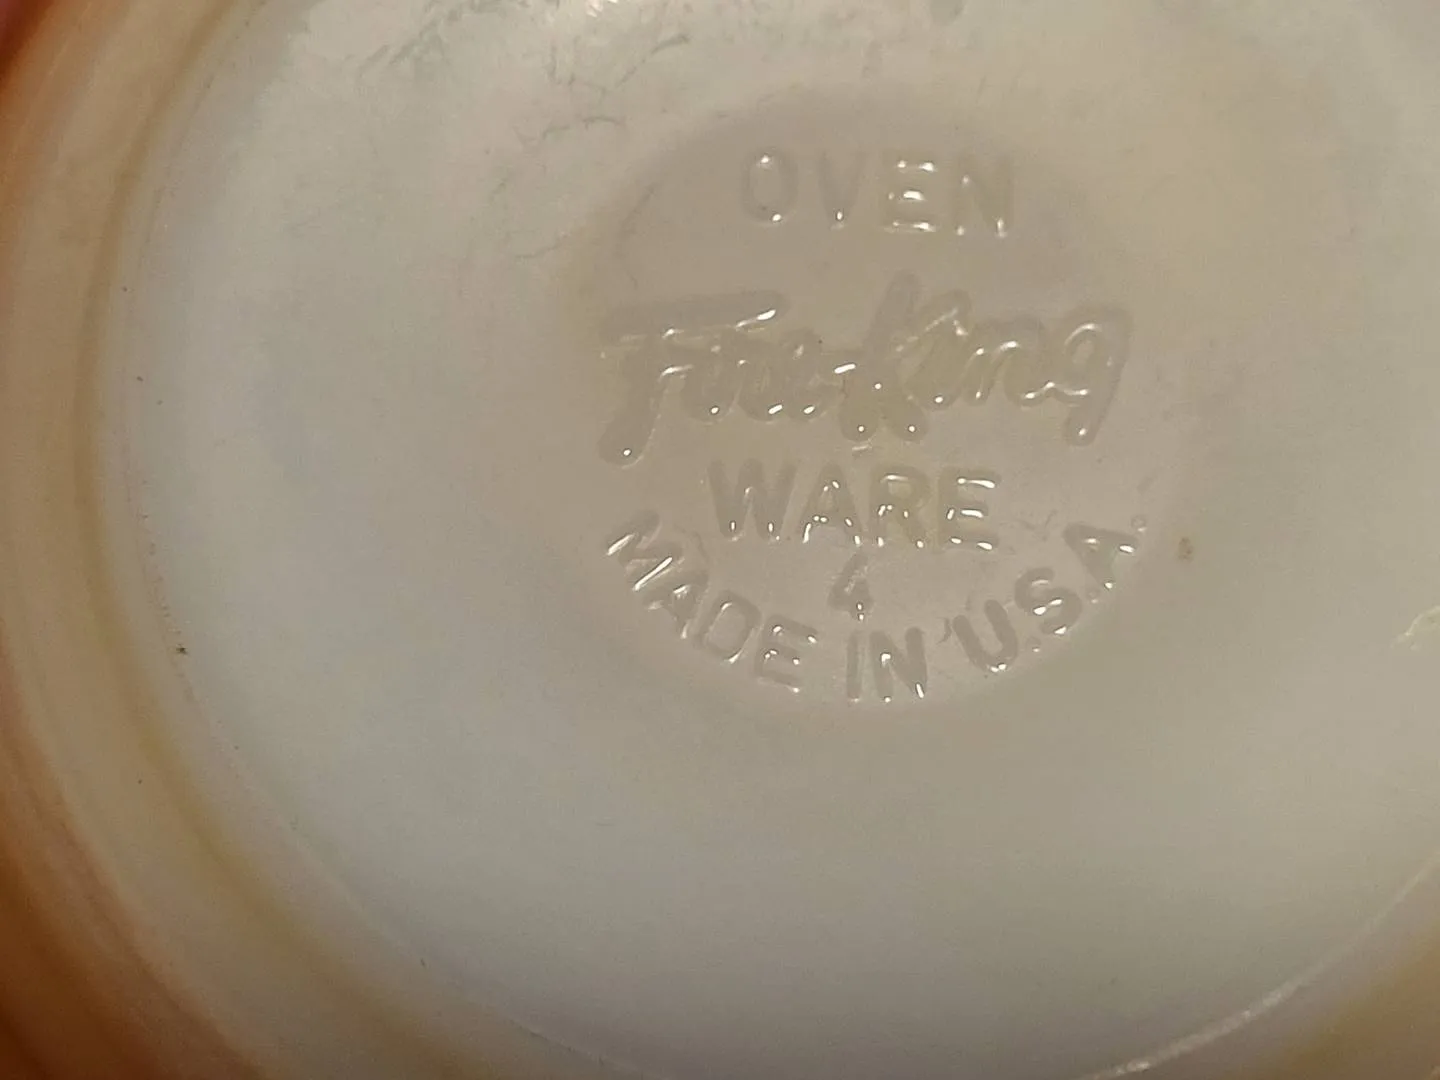 OVEN
Fire-King
WARE
4
MADE IN U.S.A.